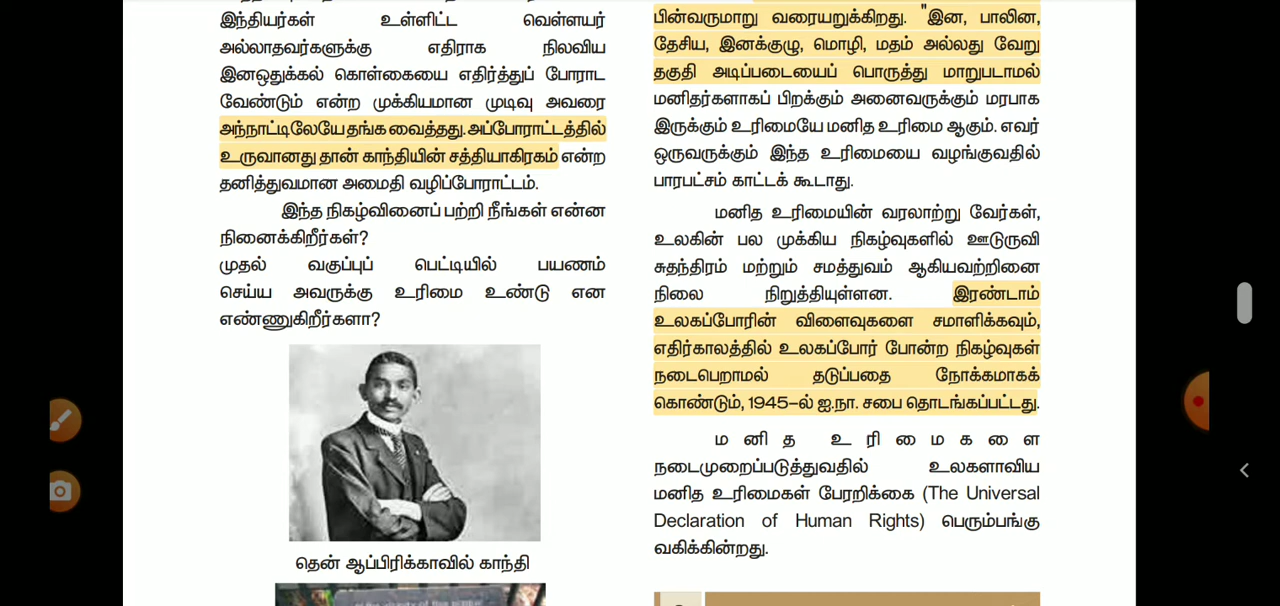 இந்தியர்கள் உள்ளிட்ட வெள்ளயர்
அல்லாதவர்களுக்கு எதிராக நிலவிய
இனஒதுக்கல் கொள்கையை எதிர்த்துப் போராட
வேண்டும் என்ற முக்கியமான முடிவு அவரை
அந்நாட்டிலேயே தங்க வைத்தது. அப்போராட்டத்தில்
உருவானது தான் காந்தியின் சத்தியாகிரகம் என்ற
தனித்துவமான அமைதி வழிப்போராட்டம்.
இந்த நிகழ்வினைப் பற்றி நீங்கள் என்ன
நினைக்கிறீர்கள்?
முதல் வகுப்புப் பெட்டியில் பயணம்
செய்ய அவருக்கு உரிமை உண்டு என
எண்ணுகிறீர்களா?
தென் ஆப்பிரிக்காவில் காந்தி
பின்வருமாறு வரையறுக்கிறது. "இன, பாலின,
தேசிய, இனக்குழு, மொழி, மதம் அல்லது வேறு
தகுதி அடிப்படையைப் பொருத்து மாறுபடாமல்
மனிதர்களாகப் பிறக்கும் அனைவருக்கும் மரபாக
இருக்கும் உரிமையே மனித உரிமை ஆகும். எவர்
ஒருவருக்கும் இந்த உரிமையை வழங்குவதில்
பாரபட்சம் காட்டக் கூடாது.
மனித உரிமையின் வரலாற்று வேர்கள்,
உலகின் பல முக்கிய நிகழ்வுகளில் ஊடுருவி
சுதந்திரம் மற்றும் சமத்துவம் ஆகியவற்றினை
நிலை நிறுத்தியுள்ளன. இரண்டாம்
உலகப்போரின் விளைவுகளை சமாளிக்கவும்,
எதிர்காலத்தில் உலகப்போர் போன்ற நிகழ்வுகள்
நடைபெறாமல் தடுப்பதை நோக்கமாகக்
கொண்டும், 1945–ல் ஐ.நா. சபை தொடங்கப்பட்டது.
மனித உரிமைகளை
நடைமுறைப்படுத்துவதில் உலகளாவிய
மனித உரிமைகள் பேரறிக்கை (The Universal
Declaration of Human Rights) பெரும்பங்கு
வகிக்கின்றது.